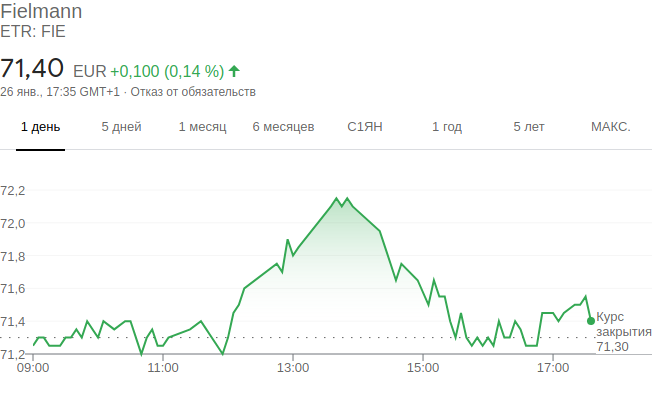 Fielmann
ETR: FIE
71,40 EUR +0,100 (0,14 %)
26 янв., 17:35 GMT+1 · Отказ от обязательств
1 день 5 дней 1 месяц 6 месяцев С1ЯН 1 год 5 лет МАКС.
72,2
72,0
71,8
71,6
71,4
71,2
Курс
закрытия
71,30
09:00 11:00 13:00 15:00 17:00